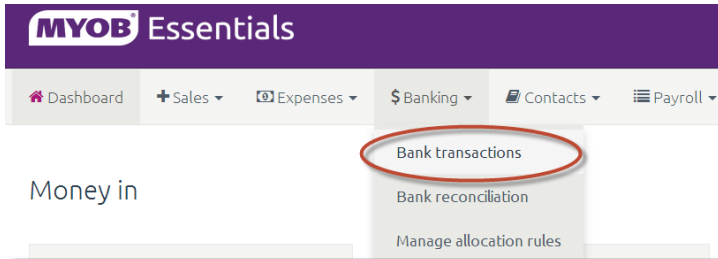 MYOB Essentials
Dashboard Sales Expenses Banking Contacts Payroll
Bank transactions
Money in
Bank reconciliation
Manage allocation rules